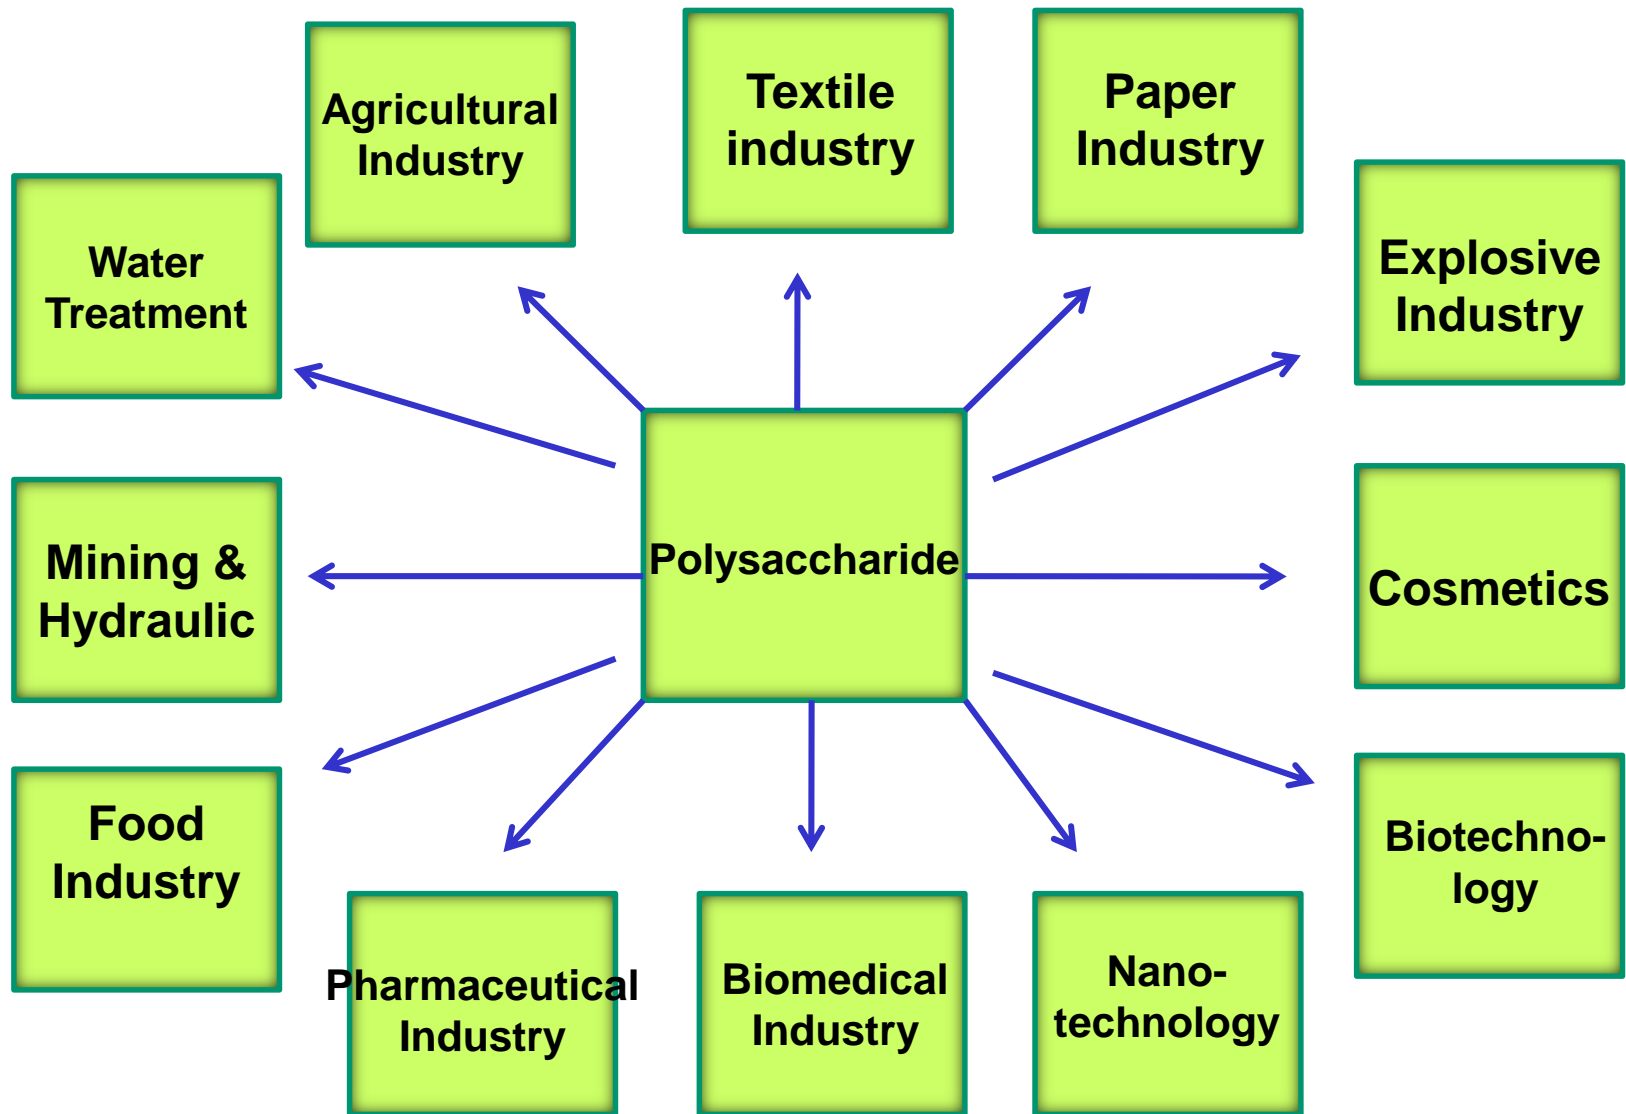 Agricultural
Industry
Textile
industry
Paper
Industry
Water
Treatment
Explosive
Industry
Mining &
Hydraulic
Polysaccharide
Cosmetics
Food
Industry
Biotechno-
logy
Pharmaceutical
Industry
Biomedical
Industry
Nano-
technology